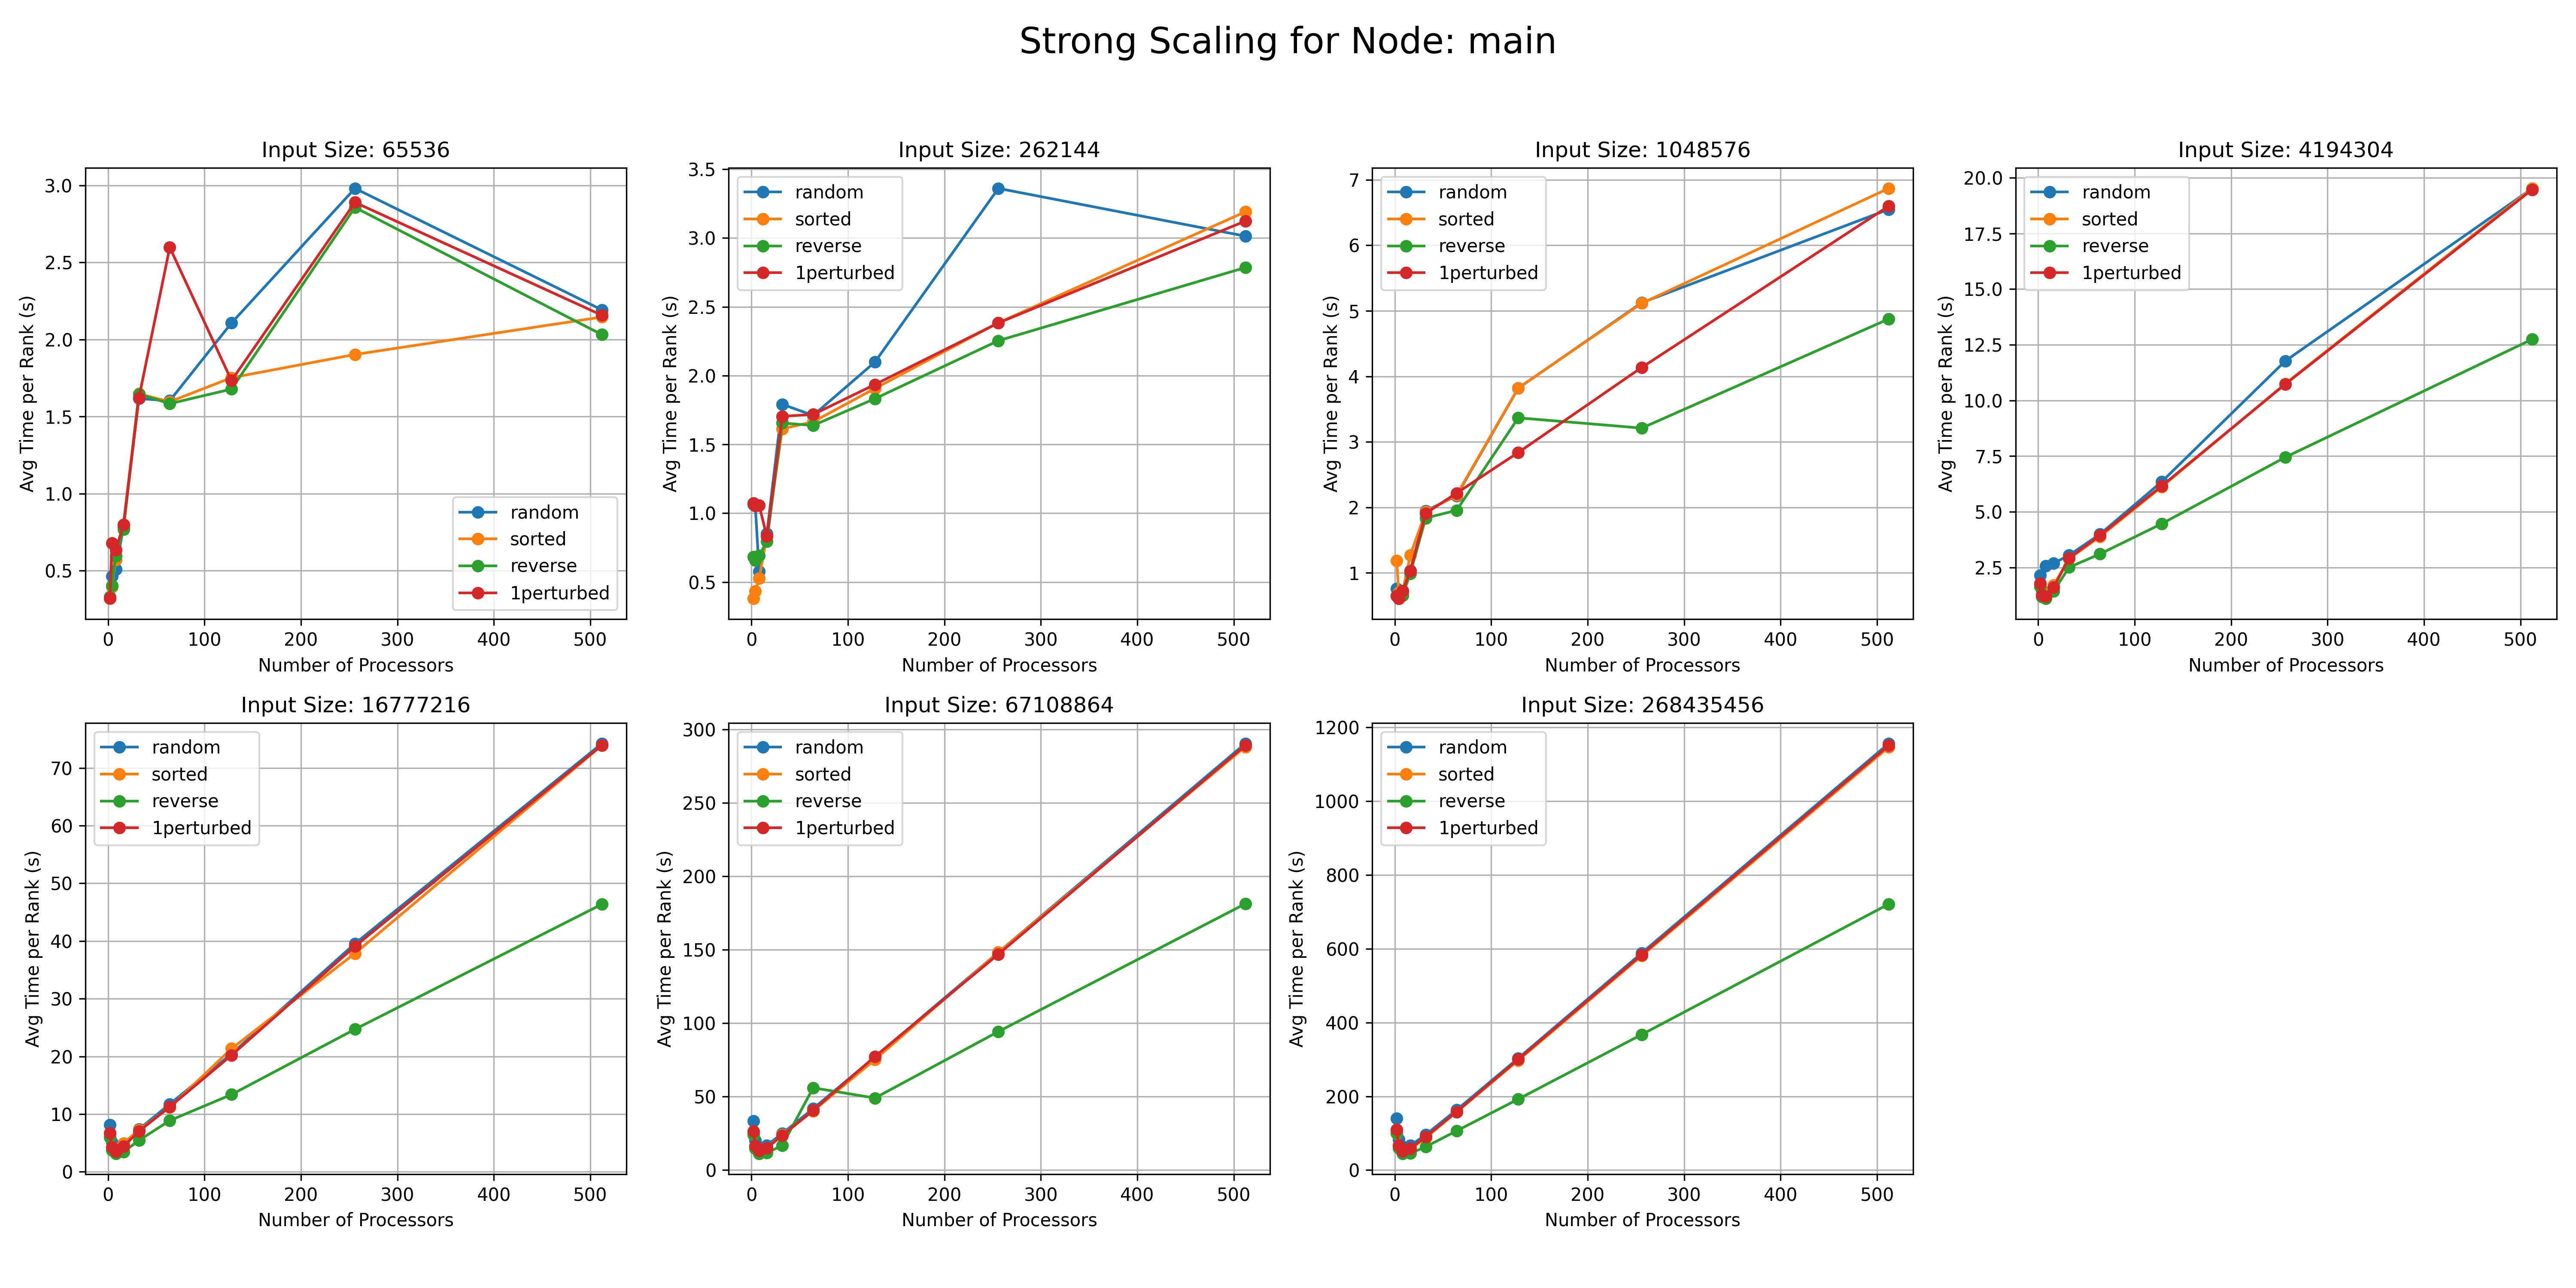 Strong Scaling for Node: main
Input Size: 65536
Avg Time per Rank (s)
3.0
2.5
2.0
1.5
1.0
0.5
random
sorted
reverse
1perturbed
0 100 200 300 400 500
Number of Processors
Input Size: 262144
Avg Time per Rank (s)
3.5
3.0
2.5
2.0
1.5
1.0
0.5
random
sorted
reverse
1perturbed
0 100 200 300 400 500
Number of Processors
Input Size: 1048576
Avg Time per Rank (s)
7
6
5
4
3
2
1
random
sorted
reverse
1perturbed
0 100 200 300 400 500
Number of Processors
Input Size: 4194304
Avg Time per Rank (s)
20.0
17.5
15.0
12.5
10.0
7.5
5.0
2.5
random
sorted
reverse
1perturbed
0 100 200 300 400 500
Number of Processors
Input Size: 16777216
Avg Time per Rank (s)
70
60
50
40
30
20
10
0
random
sorted
reverse
1perturbed
0 100 200 300 400 500
Number of Processors
Input Size: 67108864
Avg Time per Rank (s)
300
250
200
150
100
50
0
random
sorted
reverse
1perturbed
0 100 200 300 400 500
Number of Processors
Input Size: 268435456
Avg Time per Rank (s)
1200
1000
800
600
400
200
0
random
sorted
reverse
1perturbed
0 100 200 300 400 500
Number of Processors